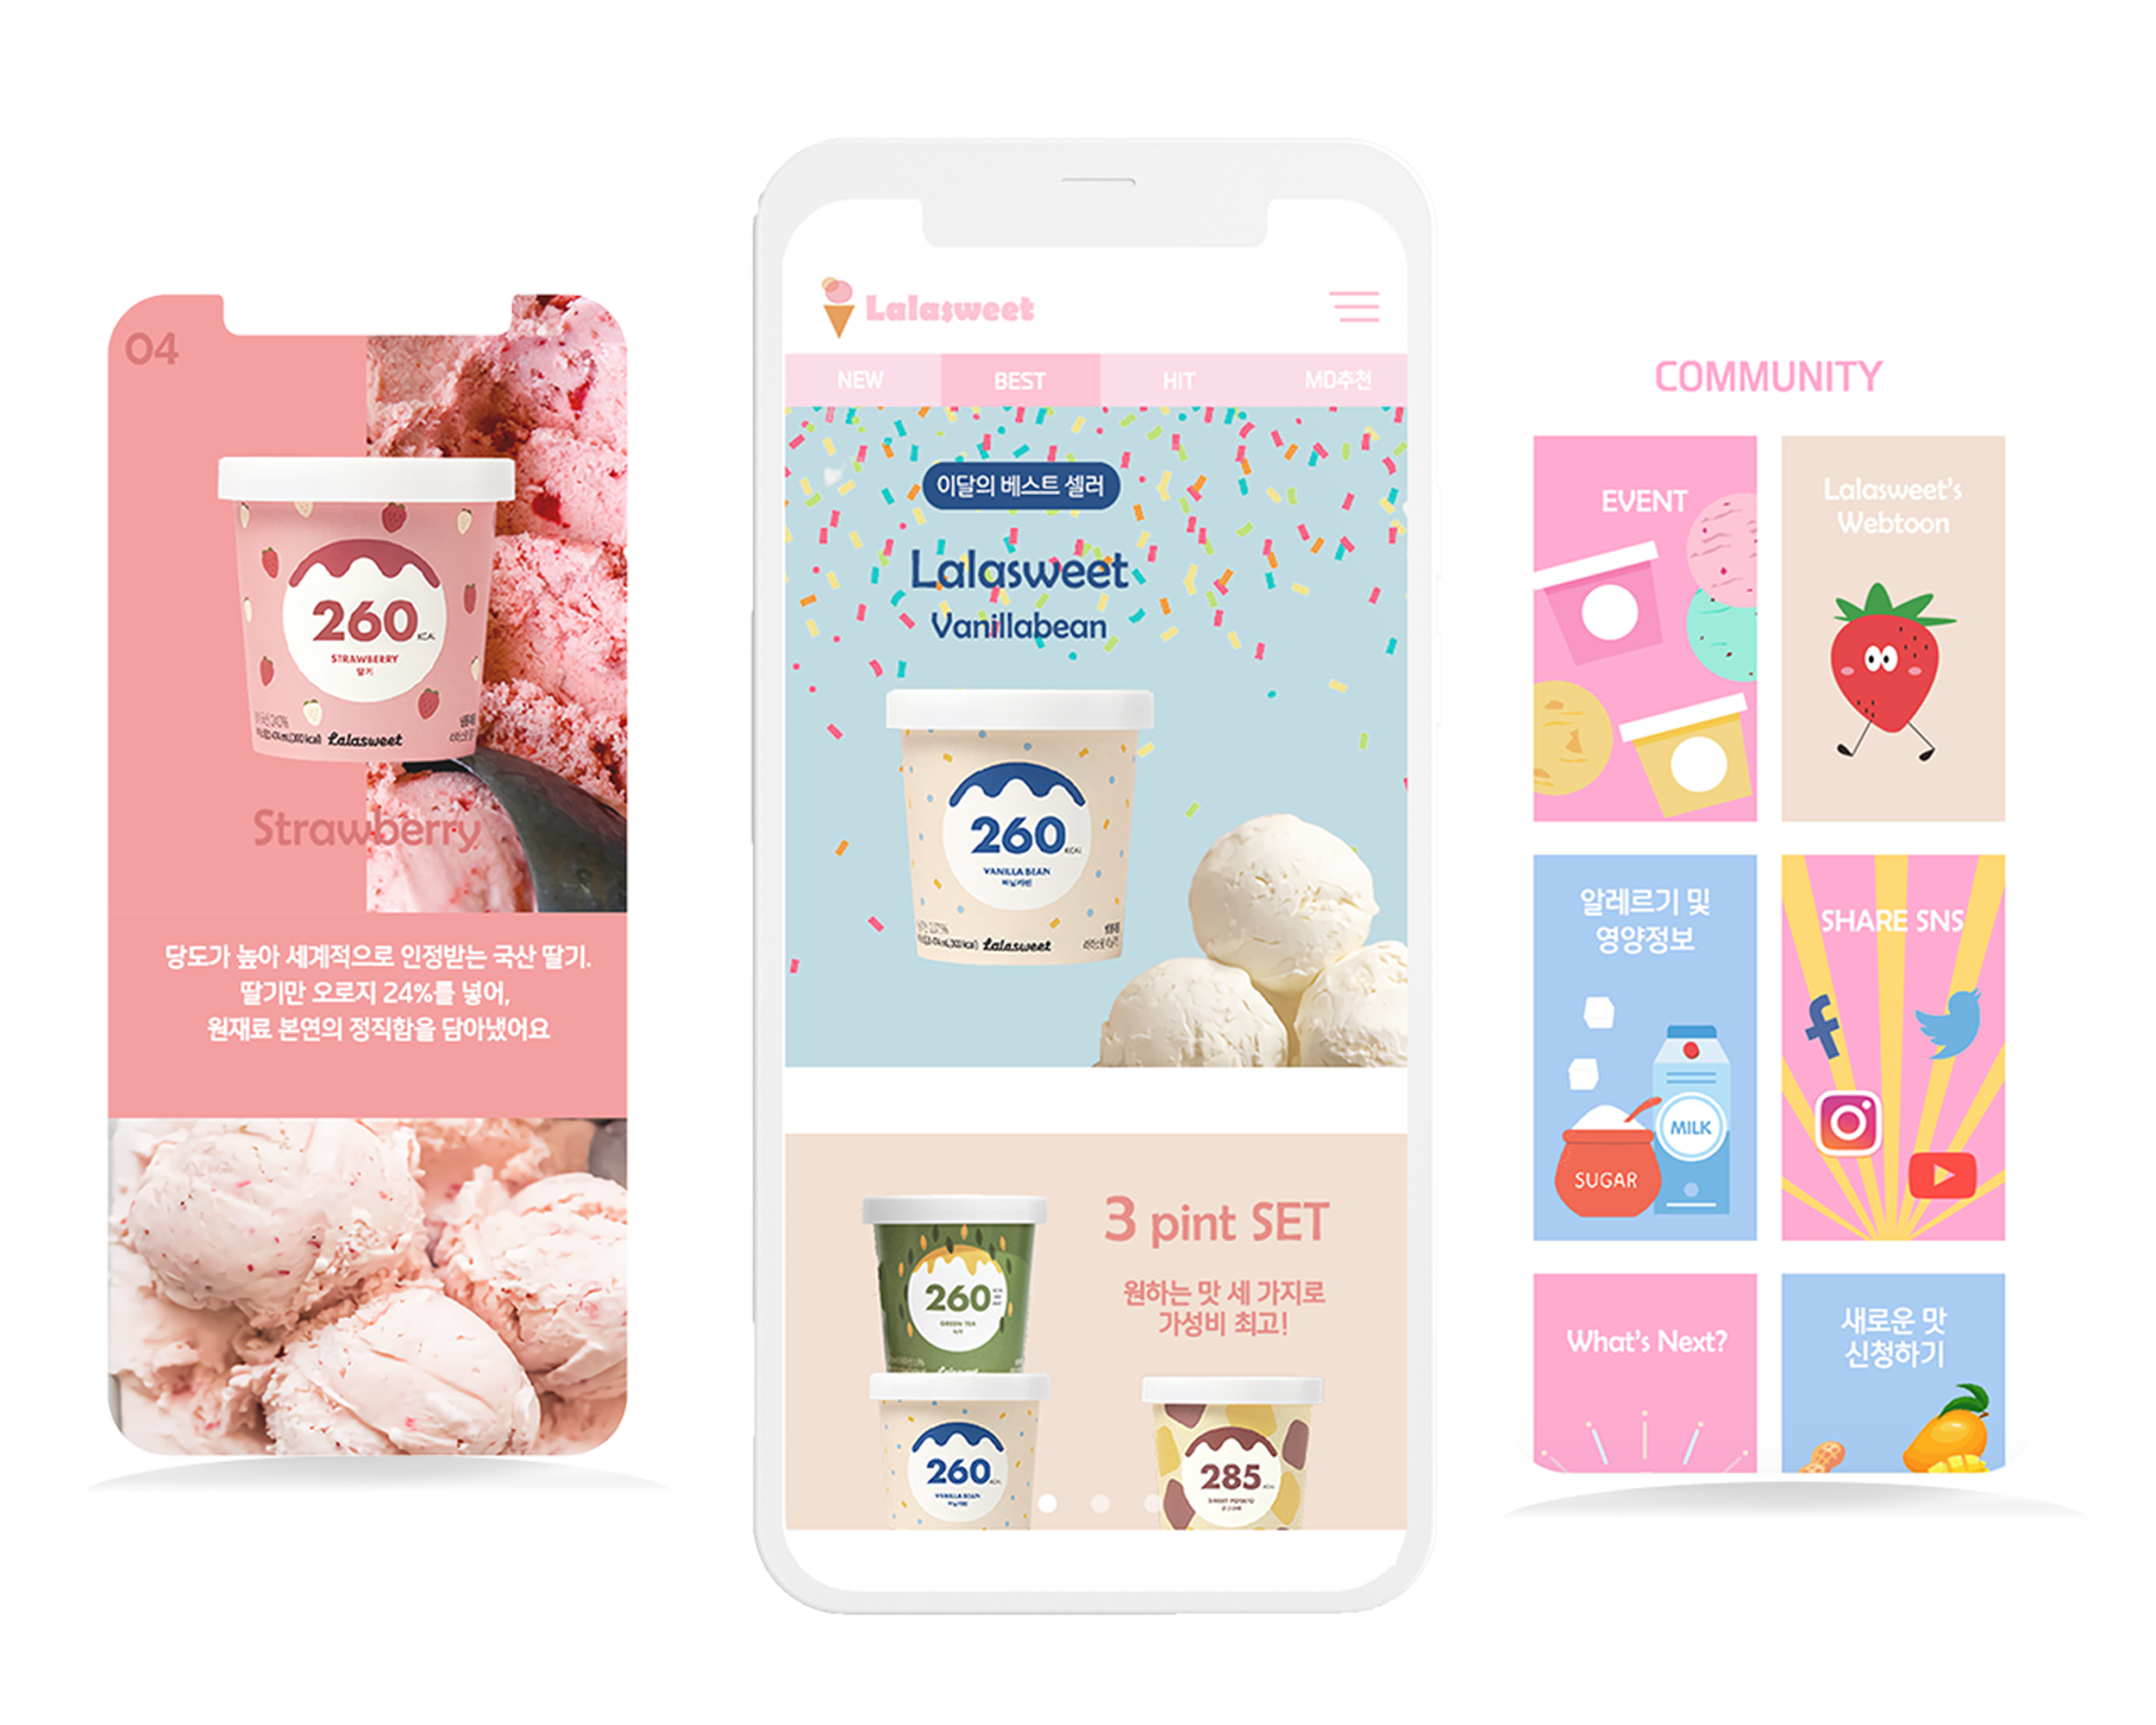 04
260 KCAL
STRAWBERRY
딸기
Lalasweet
Strawberry
당도가 높아 세계적으로 인정받는 국산 딸기.
딸기만 오로지 24%를 넣어,
원재료 본연의 정직함을 담아냈어요
Lalasweet
NEW
BEST
HIT
MD추천
이달의 베스트 셀러
Lalasweet
Vanillabean
260 KCAL
VANILLA BEAN
바닐라빈
Lalasweet
3 pint SET
원하는 맛 세 가지로
가성비 최고!
260
GREEN TEA
녹차
260
VANILLA BEAN
바닐라빈
285
SWEET POTATO
COMMUNITY
EVENT
Lalasweet's
Webtoon
알레르기 및
영양정보
MILK
SUGAR
SHARE SNS
What's Next?
새로운 맛
신청하기